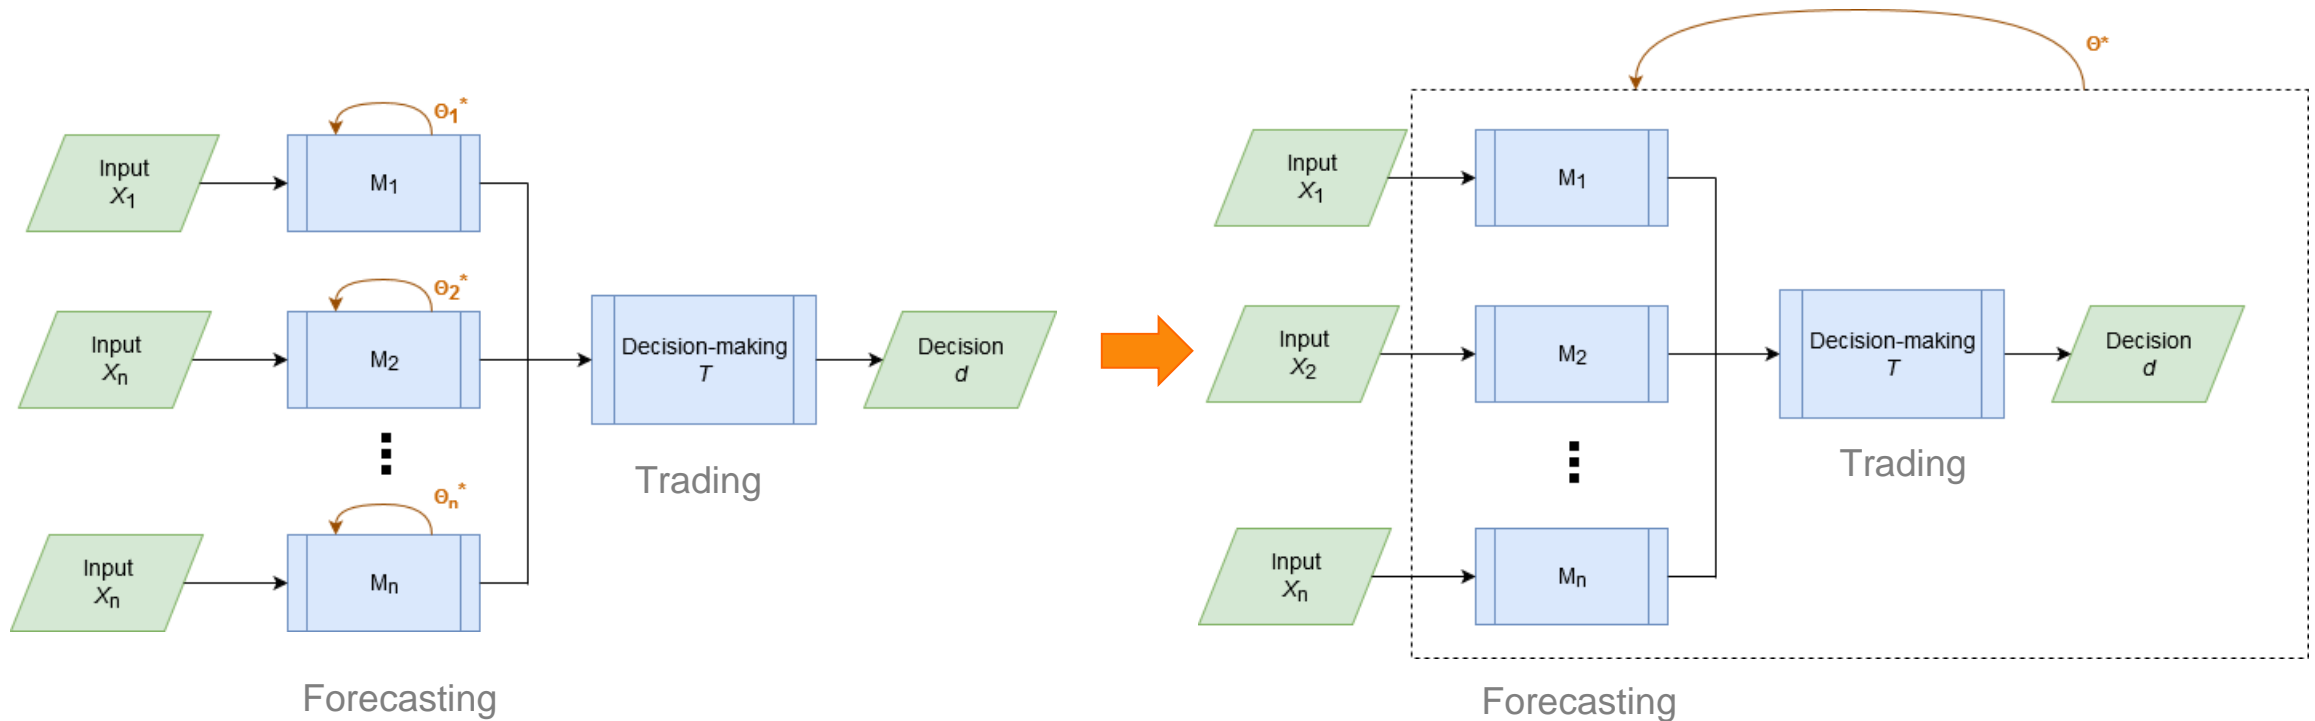 Θ1*
Input
X1
M1
Θ2*
Input
Xn
M2
Decision-making
T
Decision
d
Trading
Θn*
Input
Xn
Mn
Forecasting
Θ*
Input
X1
M1
Input
X2
M2
Decision-making
T
Decision
d
Trading
Input
Xn
Mn
Forecasting